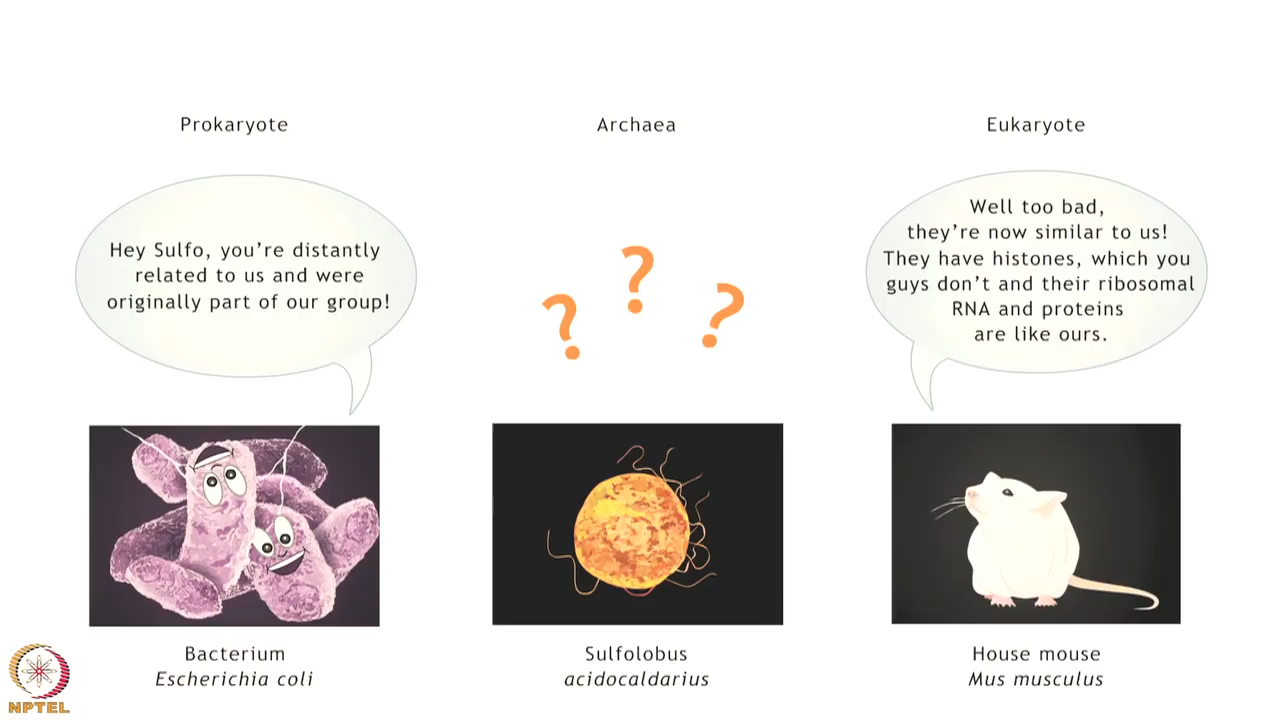 Prokaryote
Archaea
Eukaryote
Hey Sulfo, you're distantly
related to us and were
originally part of our group!
? ? ?
Well too bad,
they're now similar to us!
They have histones, which you
guys don't and their ribosomal
RNA and proteins
are like ours.
Bacterium
Escherichia coli
Sulfolobus
acidocaldarius
House mouse
Mus musculus
NPTEL